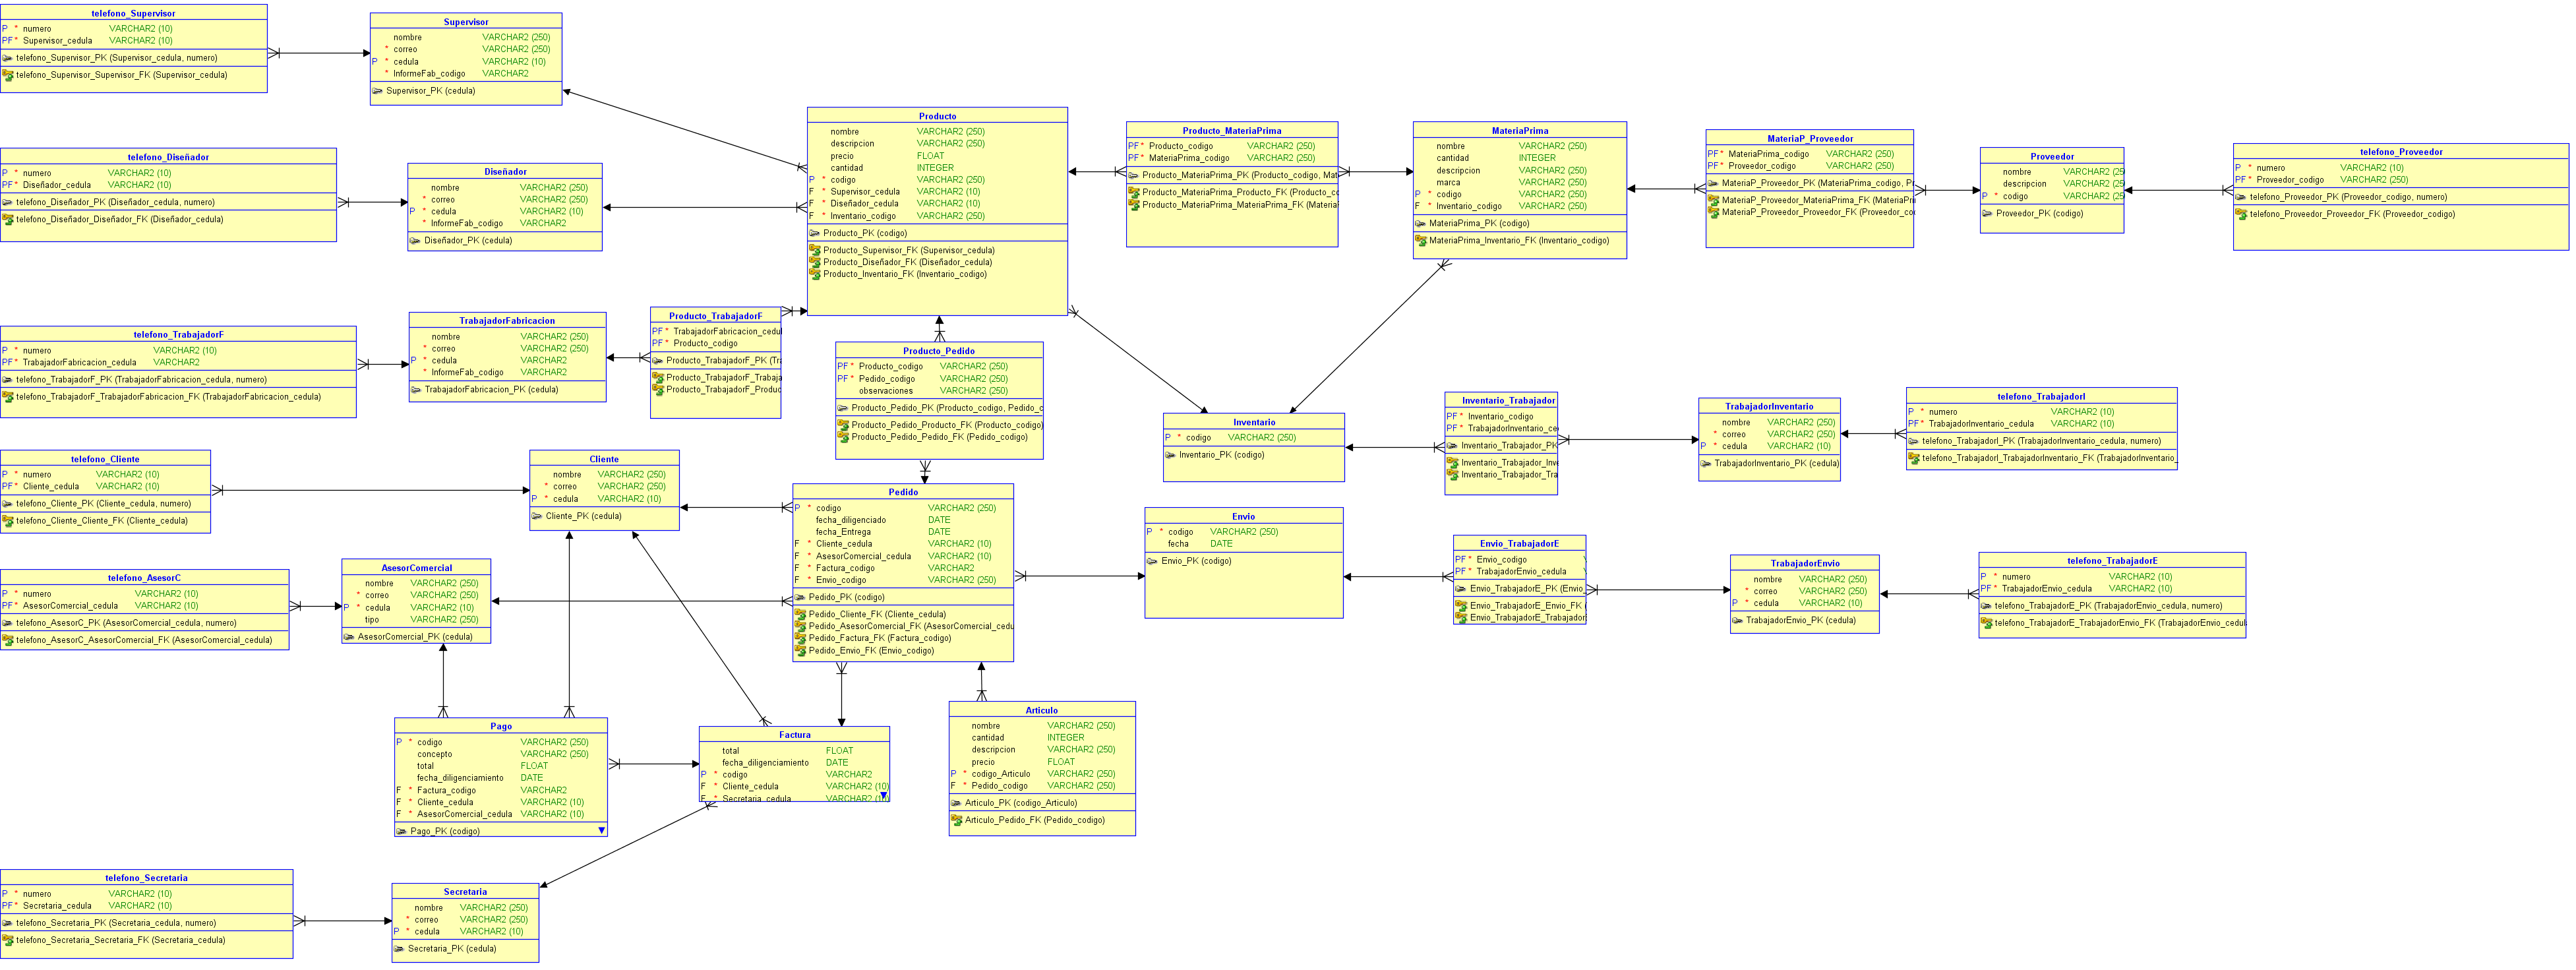 telefono_Supervisor
P * numero VARCHAR2 (10)
PF * Supervisor_cedula VARCHAR2 (10)
telefono_Supervisor_PK (Supervisor_cedula, numero)
telefono_Supervisor_Supervisor_FK (Supervisor_cedula)
Supervisor
nombre VARCHAR2 (250)
* correo VARCHAR2 (250)
P * cedula VARCHAR2 (10)
* InformeFab_codigo VARCHAR2
Supervisor_PK (cedula)
telefono_Diseñador
P * numero VARCHAR2 (10)
PF * Diseñador_cedula VARCHAR2 (10)
telefono_Diseñador_PK (Diseñador_cedula, numero)
telefono_Diseñador_Diseñador_FK (Diseñador_cedula)
Diseñador
nombre VARCHAR2 (250)
* correo VARCHAR2 (250)
P * cedula VARCHAR2 (10)
* InformeFab_codigo VARCHAR2
Diseñador_PK (cedula)
Producto
nombre VARCHAR2 (250)
descripcion VARCHAR2 (250)
precio FLOAT
cantidad INTEGER
P * codigo VARCHAR2 (250)
F * Supervisor_cedula VARCHAR2 (10)
F * Diseñador_cedula VARCHAR2 (10)
F * Inventario_codigo VARCHAR2 (250)
Producto_PK (codigo)
Producto_Supervisor_FK (Supervisor_cedula)
Producto_Diseñador_FK (Diseñador_cedula)
Producto_Inventario_FK (Inventario_codigo)
Producto_MateriaPrima
PF * Producto_codigo VARCHAR2 (250)
PF * MateriaPrima_codigo VARCHAR2 (250)
Producto_MateriaPrima_PK (Producto_codigo, Mat
Producto_MateriaPrima_Producto_FK (Producto_co
Producto_MateriaPrima_MateriaPrima_FK (Materia
MateriaPrima
nombre VARCHAR2 (250)
cantidad INTEGER
descripcion VARCHAR2 (250)
marca VARCHAR2 (250)
P * codigo VARCHAR2 (250)
F * Inventario_codigo VARCHAR2 (250)
MateriaPrima_PK (codigo)
MateriaPrima_Inventario_FK (Inventario_codigo)
MateriaP_Proveedor
PF * MateriaPrima_codigo VARCHAR2 (250)
PF * Proveedor_codigo VARCHAR2 (250)
MateriaP_Proveedor_PK (MateriaPrima_codigo, P
MateriaP_Proveedor_MateriaPrima_FK (MateriaPri
MateriaP_Proveedor_Proveedor_FK (Proveedor_co
Proveedor
nombre VARCHAR2 (25
descripcion VARCHAR2 (25
P * codigo VARCHAR2 (25
Proveedor_PK (codigo)
telefono_Proveedor
P * numero VARCHAR2 (10)
PF * Proveedor_codigo VARCHAR2 (250)
telefono_Proveedor_PK (Proveedor_codigo, numero)
telefono_Proveedor_Proveedor_FK (Proveedor_codigo)
telefono_TrabajadorF
P * numero VARCHAR2 (10)
PF * TrabajadorFabricacion_cedula VARCHAR2
telefono_TrabajadorF_PK (TrabajadorFabricacion_cedula, numero)
telefono_TrabajadorF_TrabajadorFabricacion_FK (TrabajadorFabricacion_cedula)
TrabajadorFabricacion
nombre VARCHAR2 (250)
* correo VARCHAR2 (250)
P * cedula VARCHAR2
* InformeFab_codigo VARCHAR2
TrabajadorFabricacion_PK (cedula)
Producto_TrabajadorF
PF * TrabajadorFabricacion_cedul
PF * Producto_codigo
Producto_TrabajadorF_PK (Tra
Producto_TrabajadorF_Trabaja
Producto_TrabajadorF_Produc
Producto_Pedido
PF * Producto_codigo VARCHAR2 (250)
PF * Pedido_codigo VARCHAR2 (250)
observaciones VARCHAR2 (250)
Producto_Pedido_PK (Producto_codigo, Pedido_c
Producto_Pedido_Producto_FK (Producto_codigo)
Producto_Pedido_Pedido_FK (Pedido_codigo)
Inventario
P * codigo VARCHAR2 (250)
Inventario_PK (codigo)
Inventario_Trabajador
PF * Inventario_codigo
PF * TrabajadorInventario_ce
Inventario_Trabajador_PK
Inventario_Trabajador_Inv
Inventario_Trabajador_Tra
TrabajadorInventario
nombre VARCHAR2 (250)
* correo VARCHAR2 (250)
P * cedula VARCHAR2 (10)
TrabajadorInventario_PK (cedula)
telefono_TrabajadorI
P * numero VARCHAR2 (10)
PF * TrabajadorInventario_cedula VARCHAR2 (10)
telefono_TrabajadorI_PK (TrabajadorInventario_cedula, numero)
telefono_TrabajadorI_TrabajadorInventario_FK (TrabajadorInventario_
telefono_Cliente
P * numero VARCHAR2 (10)
PF * Cliente_cedula VARCHAR2 (10)
telefono_Cliente_PK (Cliente_cedula, numero)
telefono_Cliente_Cliente_FK (Cliente_cedula)
Cliente
nombre VARCHAR2 (250)
* correo VARCHAR2 (250)
P * cedula VARCHAR2 (10)
Cliente_PK (cedula)
Pedido
P * codigo VARCHAR2 (250)
fecha_diligenciado DATE
fecha_Entrega DATE
F * Cliente_cedula VARCHAR2 (10)
F * AsesorComercial_cedula VARCHAR2 (10)
F * Factura_codigo VARCHAR2
F * Envio_codigo VARCHAR2 (250)
Pedido_PK (codigo)
Pedido_Cliente_FK (Cliente_cedula)
Pedido_AsesorComercial_FK (AsesorComercial_cedu
Pedido_Factura_FK (Factura_codigo)
Pedido_Envio_FK (Envio_codigo)
Envio
P * codigo VARCHAR2 (250)
fecha DATE
Envio_PK (codigo)
Envio_TrabajadorE
PF * Envio_codigo
PF * TrabajadorEnvio_cedula
Envio_TrabajadorE_PK (Envio_
Envio_TrabajadorE_Envio_FK (
Envio_TrabajadorE_Trabajador
TrabajadorEnvio
nombre VARCHAR2 (250)
* correo VARCHAR2 (250)
P * cedula VARCHAR2 (10)
TrabajadorEnvio_PK (cedula)
telefono_TrabajadorE
P * numero VARCHAR2 (10)
PF * TrabajadorEnvio_cedula VARCHAR2 (10)
telefono_TrabajadorE_PK (TrabajadorEnvio_cedula, numero)
telefono_TrabajadorE_TrabajadorEnvio_FK (TrabajadorEnvio_cedul
telefono_AsesorC
P * numero VARCHAR2 (10)
PF * AsesorComercial_cedula VARCHAR2 (10)
telefono_AsesorC_PK (AsesorComercial_cedula, numero)
telefono_AsesorC_AsesorComercial_FK (AsesorComercial_cedula)
AsesorComercial
nombre VARCHAR2 (250)
* correo VARCHAR2 (250)
P * cedula VARCHAR2 (10)
tipo VARCHAR2 (250)
AsesorComercial_PK (cedula)
Pago
P * codigo VARCHAR2 (250)
concepto VARCHAR2 (250)
total FLOAT
fecha_diligenciamiento DATE
F * Factura_codigo VARCHAR2
F * Cliente_cedula VARCHAR2 (10)
F * AsesorComercial_cedula VARCHAR2 (10)
Pago_PK (codigo)
Factura
total FLOAT
fecha_diligenciamiento DATE
P * codigo VARCHAR2
F * Cliente_cedula VARCHAR2 (10)
F * Secretaria_cedula VARCHAR2 (10)
Articulo
nombre VARCHAR2 (250)
cantidad INTEGER
descripcion VARCHAR2 (250)
precio FLOAT
P * codigo_Articulo VARCHAR2 (250)
F * Pedido_codigo VARCHAR2 (250)
Articulo_PK (codigo_Articulo)
Articulo_Pedido_FK (Pedido_codigo)
telefono_Secretaria
P * numero VARCHAR2 (10)
PF * Secretaria_cedula VARCHAR2 (10)
telefono_Secretaria_PK (Secretaria_cedula, numero)
telefono_Secretaria_Secretaria_FK (Secretaria_cedula)
Secretaria
nombre VARCHAR2 (250)
* correo VARCHAR2 (250)
P * cedula VARCHAR2 (10)
Secretaria_PK (cedula)